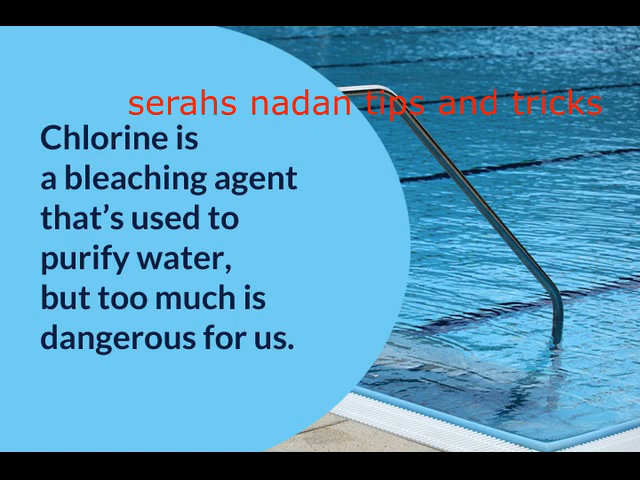 serahs nadan tips and tricks
Chlorine is
a bleaching agent
that's used to
purify water,
but too much is
dangerous for us.